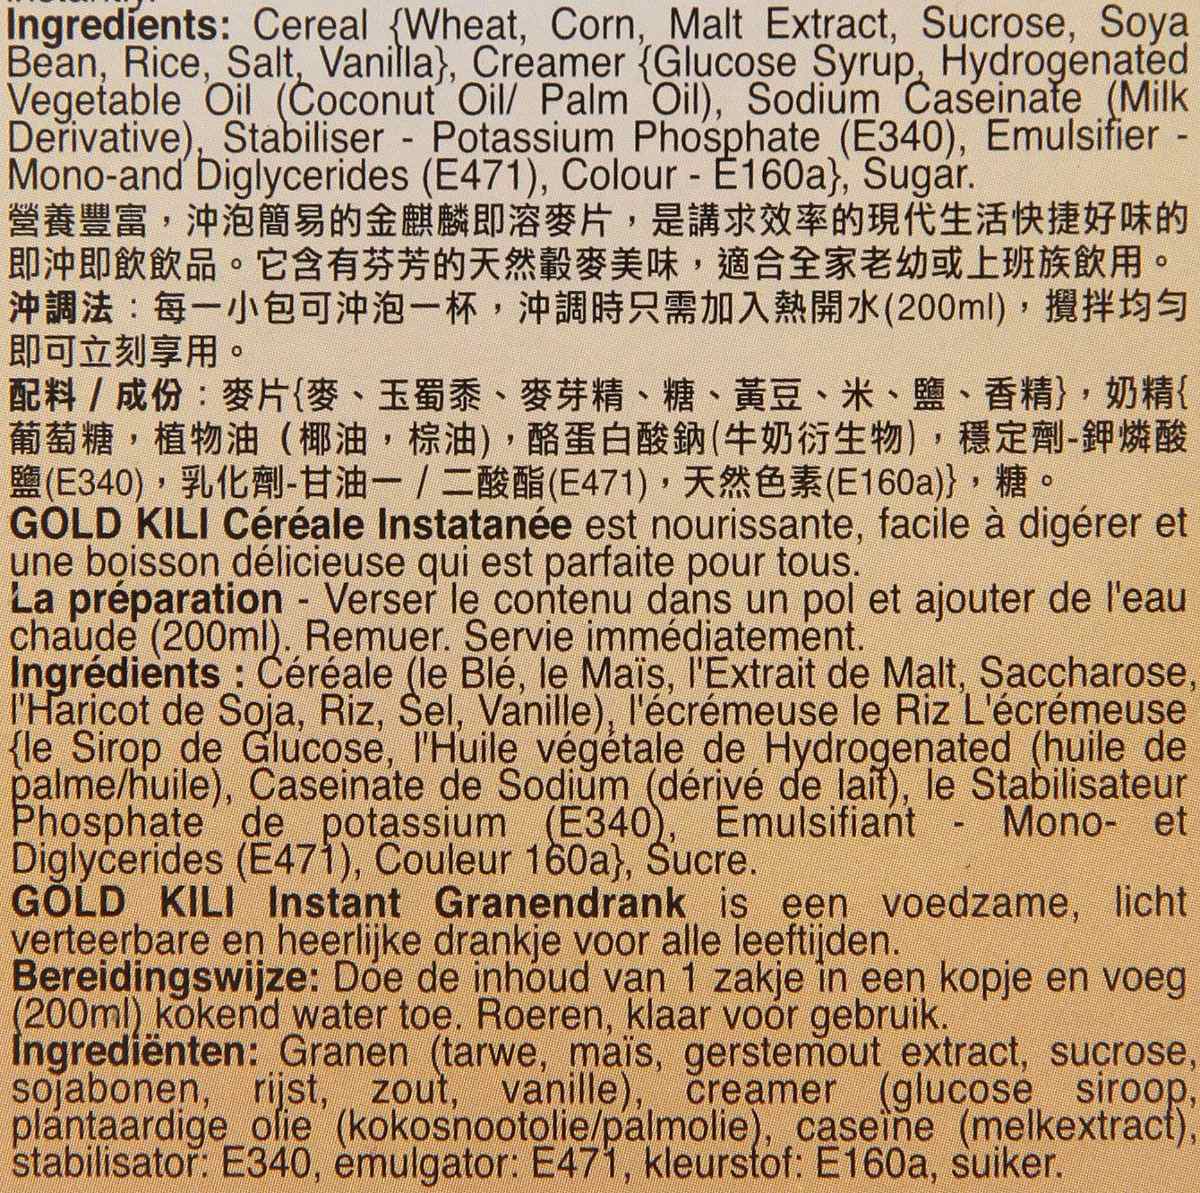 Ingredients: Cereal {Wheat, Corn, Malt Extract, Sucrose, Soya
Bean, Rice, Salt, Vanilla}, Creamer {Glucose Syrup, Hydrogenated
Vegetable Oil (Coconut Oil/ Palm Oil), Sodium Caseinate (Milk
Derivative), Stabiliser - Potassium Phosphate (E340), Emulsifier -
Mono-and Diglycerides (E471), Colour - E160a}, Sugar.
營養豐富，沖泡簡易的金麒麟即溶麥片，是講求效率的現代生活快捷好味的
即沖即飲飲品。它含有芬芳的天然穀麥美味，適合全家老幼或上班族飲用。
沖調法：每一小包可沖泡一杯，沖調時只需加入熱開水(200ml)，攪拌均勻
即可立刻享用。
配料 / 成份：麥片{麥、玉蜀黍、麥芽精、糖、黃豆、米、鹽、香精}，奶精{
葡萄糖，植物油（椰油，棕油)，酪蛋白酸鈉(牛奶衍生物)，穩定劑-鉀燐酸
鹽(E340)，乳化劑-甘油一 / 二酸酯(E471)，天然色素(E160a)}，糖。
GOLD KILI Céréale Instatanée est nourissante, facile à digérer et
une boisson délicieuse qui est parfaite pour tous.
La préparation - Verser le contenu dans un pol et ajouter de l'eau
chaude (200ml). Remuer. Servie immédiatement.
Ingrédients : Céréale (le Blé, le Maïs, l'Extrait de Malt, Saccharose,
l'Haricot de Soja, Riz, Sel, Vanille), l'écrémeuse le Riz L'écrémeuse
{le Sirop de Glucose, l'Huile végétale de Hydrogenated (huile de
palme/huile), Caseinate de Sodium (dérivé de lait), le Stabilisateur
Phosphate de potassium (E340), Emulsifiant - Mono- et
Diglycerides (E471), Couleur 160a}, Sucre.
GOLD KILI Instant Granendrank is een voedzame, licht
verteerbare en heerlijke drankje voor alle leeftijden.
Bereidingswijze: Doe de inhoud van 1 zakje in een kopje en voeg
(200ml) kokend water toe. Roeren, klaar voor gebruik.
Ingrediënten: Granen (tarwe, maïs, gerstemout extract, sucrose,
sojabonen, rijst, zout, vanille), creamer (glucose siroop,
plantaardige olie (kokosnootolie/palmolie), caseïne (melkextract),
stabilisator: E340, emulgator: E471, kleurstof: E160a, suiker.